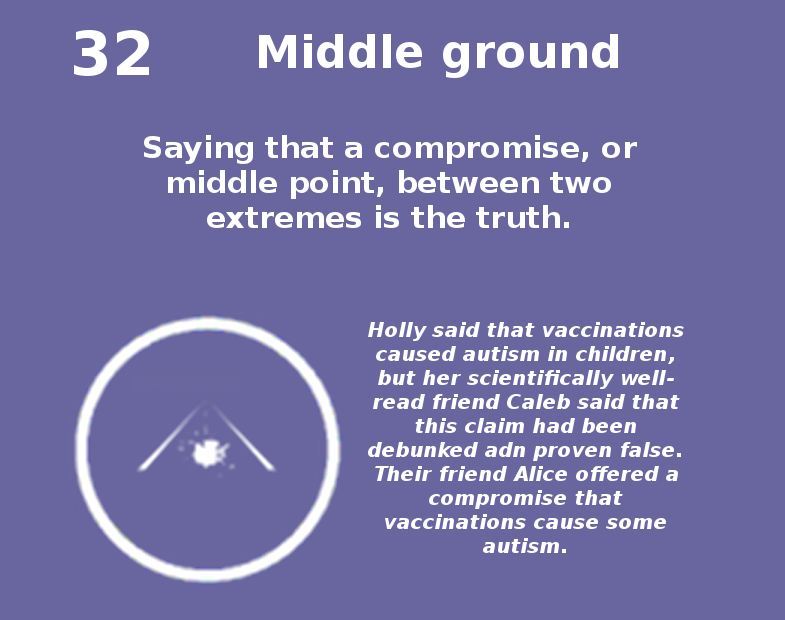 32 Middle ground
Saying that a compromise, or
middle point, between two
extremes is the truth.
Holly said that vaccinations
caused autism in children,
but her scientifically well-
read friend Caleb said that
this claim had been
debunked adn proven false.
Their friend Alice offered a
compromise that
vaccinations cause some
autism.